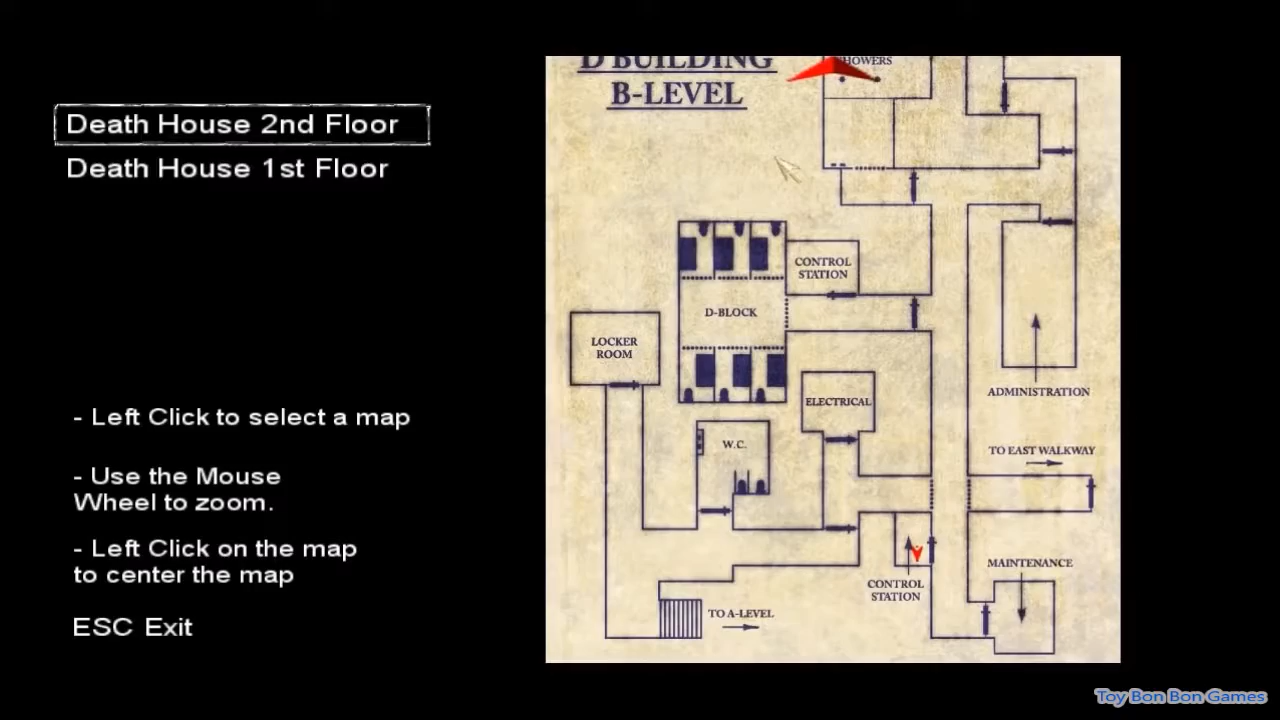 Death House 2nd Floor
Death House 1st Floor
- Left Click to select a map
- Use the Mouse
Wheel to zoom.
- Left Click on the map
to center the map
ESC Exit
D BUILDING
B-LEVEL
SHOWERS
CONTROL
STATION
D-BLOCK
LOCKER
ROOM
ADMINISTRATION
ELECTRICAL
W.C.
TO EAST WALKWAY
MAINTENANCE
CONTROL
STATION
TO A-LEVEL
Toy Bon Bon Games